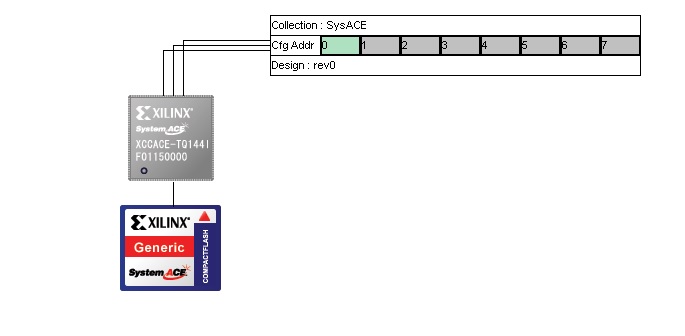 Collection : SysACE
Cfg Addr 0 1 2 3 4 5 6 7
Design : rev0
XILINX®
System ACE
XCCACE-TQ144I
F01150000
XILINX®
Generic
System ACE
COMPACTFLASH